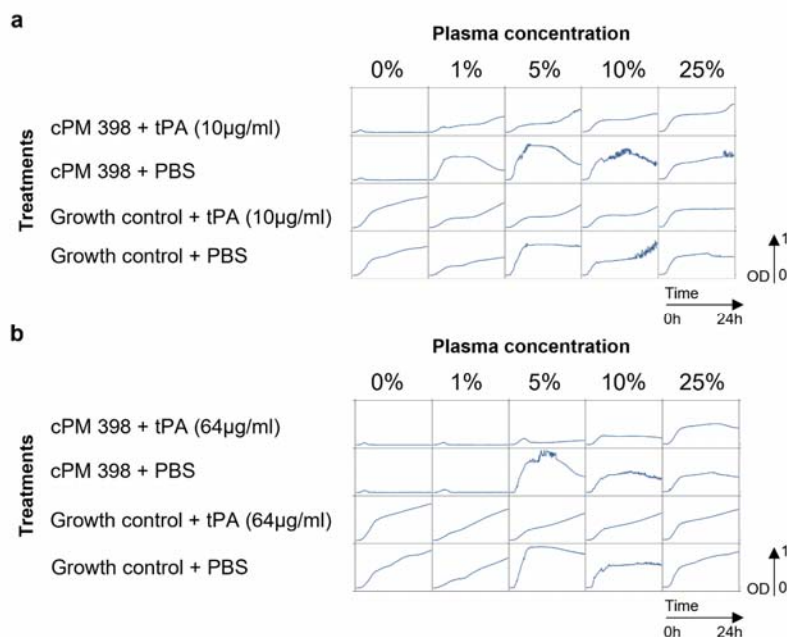 a
Plasma concentration
0% 1% 5% 10% 25%
Treatments
cPM 398 + tPA (10µg/ml)
cPM 398 + PBS
Growth control + tPA (10µg/ml)
Growth control + PBS
OD 1 0
Time
0h 24h
b
Plasma concentration
0% 1% 5% 10% 25%
Treatments
cPM 398 + tPA (64µg/ml)
cPM 398 + PBS
Growth control + tPA (64µg/ml)
Growth control + PBS
OD 1 0
Time
0h 24h